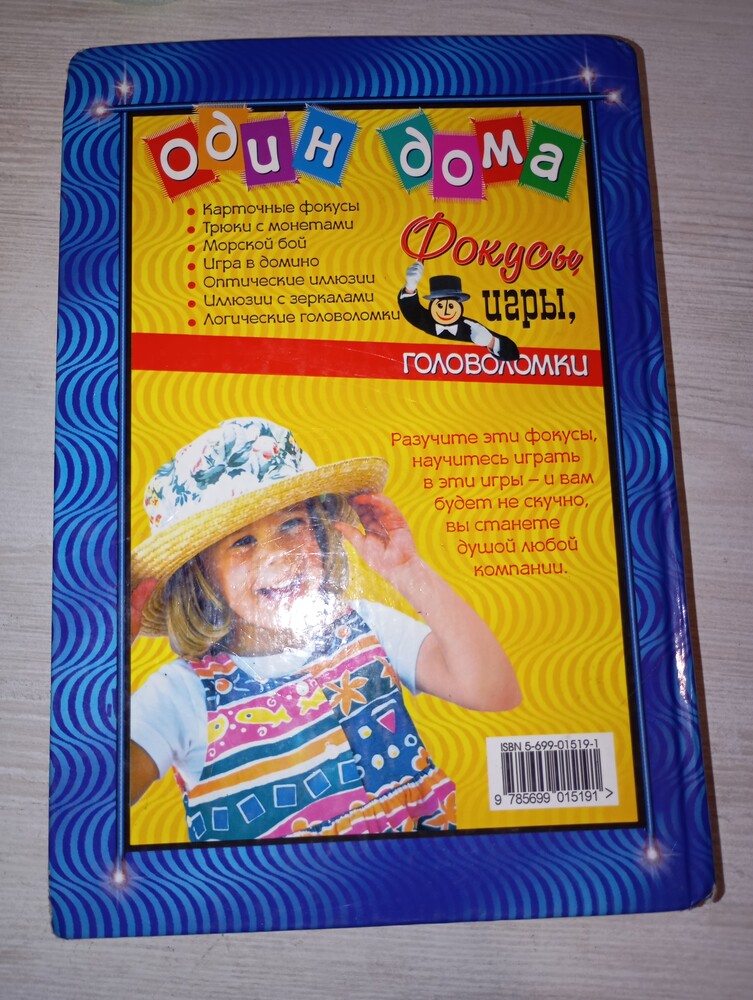 Один дома
Карточные фокусы
Трюки с монетами
Морской бой
Игра в домино
Оптические иллюзии
Иллюзии с зеркалами
Логические головоломки
Фокусы,
игры,
ГОЛОВОЛОМКИ
Разучите эти фокусы,
научитесь играть
в эти игры – и вам
будет не скучно,
вы станете
душой любой
компании.
ISBN 5-699-01519-1
9 785699 015191 >